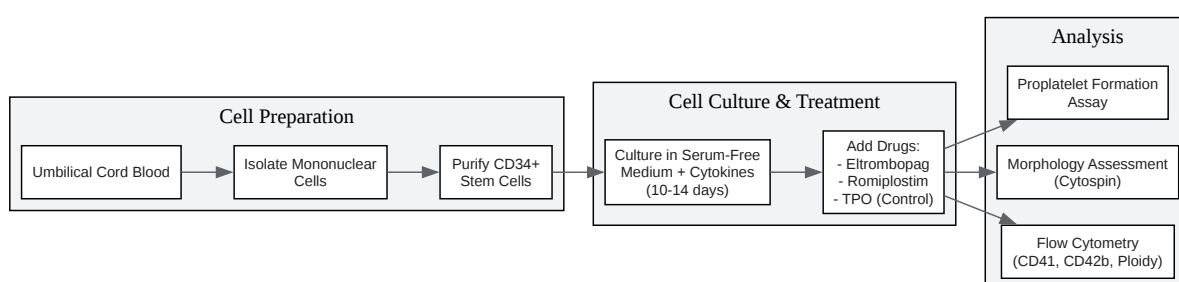 Cell Preparation
Umbilical Cord Blood
Isolate Mononuclear
Cells
Purify CD34+
Stem Cells
Cell Culture & Treatment
Culture in Serum-Free
Medium + Cytokines
(10-14 days)
Add Drugs:
- Eltrombopag
- Romiplostim
- TPO (Control)
Analysis
Proplatelet Formation
Assay
Morphology Assessment
(Cytospin)
Flow Cytometry
(CD41, CD42b, Ploidy)